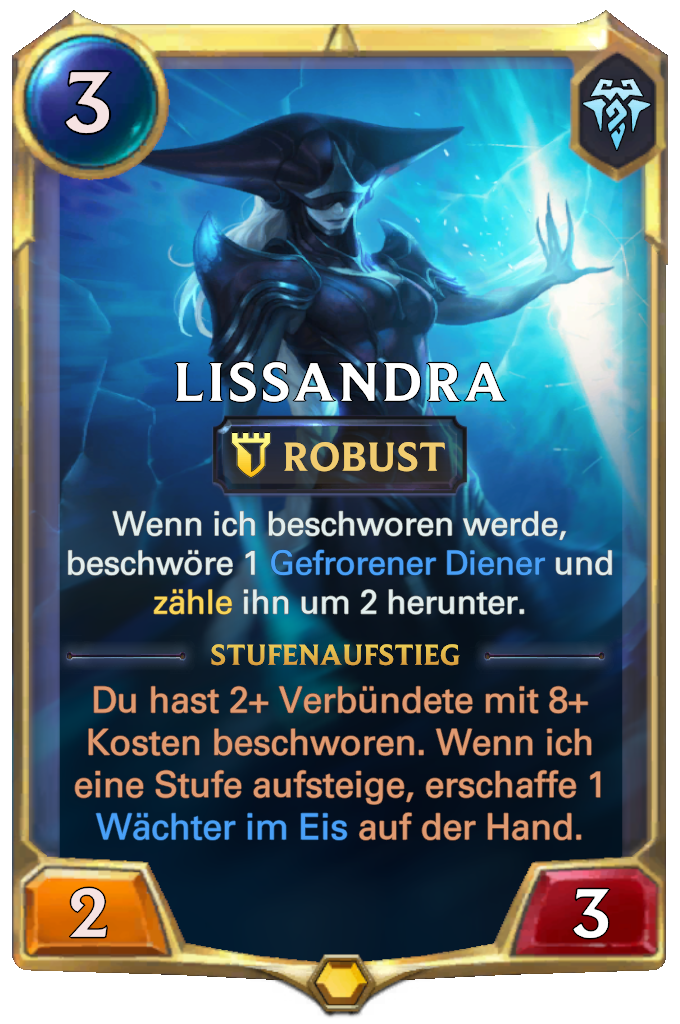 3
LISSANDRA
ROBUST
Wenn ich beschworen werde,
beschwöre 1 Gefrorener Diener und
zähle ihn um 2 herunter.
STUFENAUFSTIEG
Du hast 2+ Verbündete mit 8+
Kosten beschworen. Wenn ich
eine Stufe aufsteige, erschaffe 1
Wächter im Eis auf der Hand.
2
3